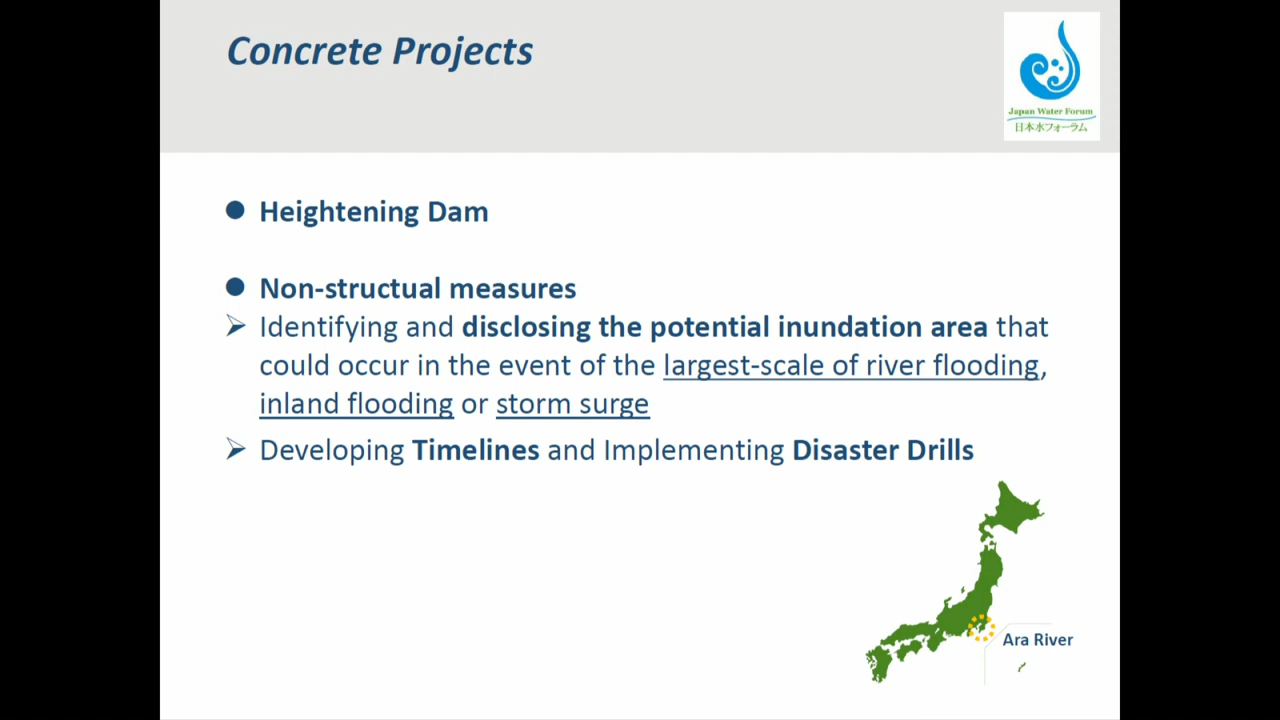 Concrete Projects
Japan Water Forum
日本水フォーラム
Heightening Dam
Non-structual measures
Identifying and disclosing the potential inundation area that
could occur in the event of the largest-scale of river flooding,
inland flooding or storm surge
Developing Timelines and Implementing Disaster Drills
Ara River